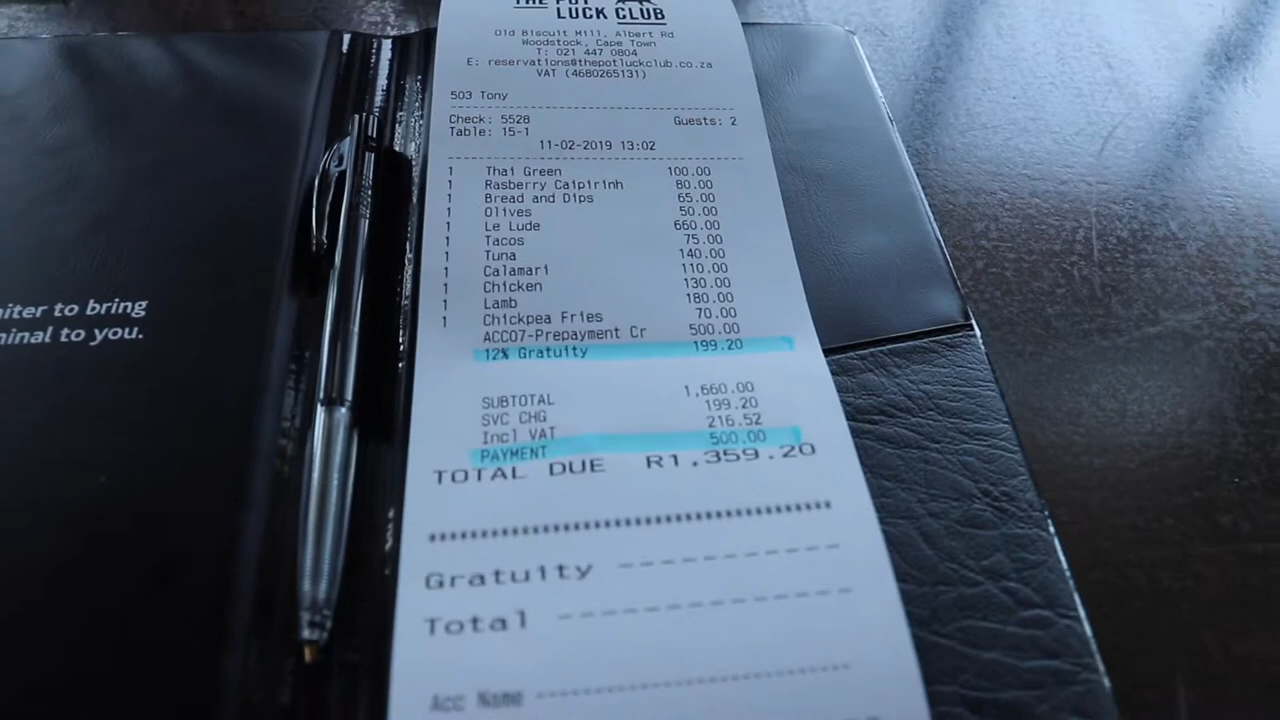 THE POT
LUCK CLUB
Old Biscuit Mill, Albert Rd
Woodstock, Cape Town
T: 021 447 0804
E: reservations@thepotluckclub.co.za
VAT (4680265131)
503 Tony
Check: 5528 Guests: 2
Table: 15-1
11-02-2019 13:02
1 Thai Green 100.00
1 Rasberry Caipirinh 80.00
1 Bread and Dips 65.00
1 Olives 50.00
1 Le Lude 660.00
1 Tacos 75.00
1 Tuna 140.00
1 Calamari 110.00
1 Chicken 130.00
1 Lamb 180.00
1 Chickpea Fries 70.00
ACC07-Prepayment Cr 500.00
12% Gratuity 199.20
SUBTOTAL 1,660.00
SVC CHG 199.20
Incl VAT 216.52
PAYMENT 500.00
TOTAL DUE R1,359.20
Gratuity
Total
Acc Name
to bring
to you.